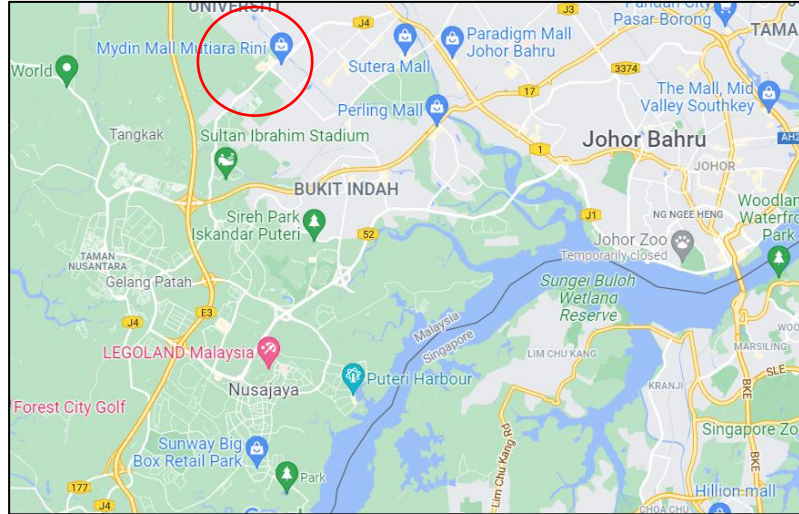 UNIVERSITI
J4
J3
Pandan City
Pasar Borong
TAMA
Mydin Mall Mutiara Rini
Sutera Mall
Paradigm Mall
Johor Bahru
World
3374
17
The Mall, Mid
Valley Southkey
Perling Mall
Tangkak
Sultan Ibrahim Stadium
1
Johor Bahru
AH2
JOHOR
BUKIT INDAH
Woodlan
Waterfro
Park
Sireh Park
Iskandar Puteri
52
J1
NG NGEE HENG
Johor Zoo
Temporarily closed
TAMAN
NUSANTARA
Gelang Patah
Sungei Buloh
Wetland
Reserve
E3
J4
Malaysia
Singapore
WOO
MARSILING
LEGOLAND Malaysia
LIM CHU KANG
SLE
Puteri Harbour
Nusajaya
KRANJI
BKE
Forest City Golf
Lim Chu Kang Rd
Singapore Zo
Sunway Big
Box Retail Park
BKE
Park
177
J4
Hillion mall
CHOA CHU